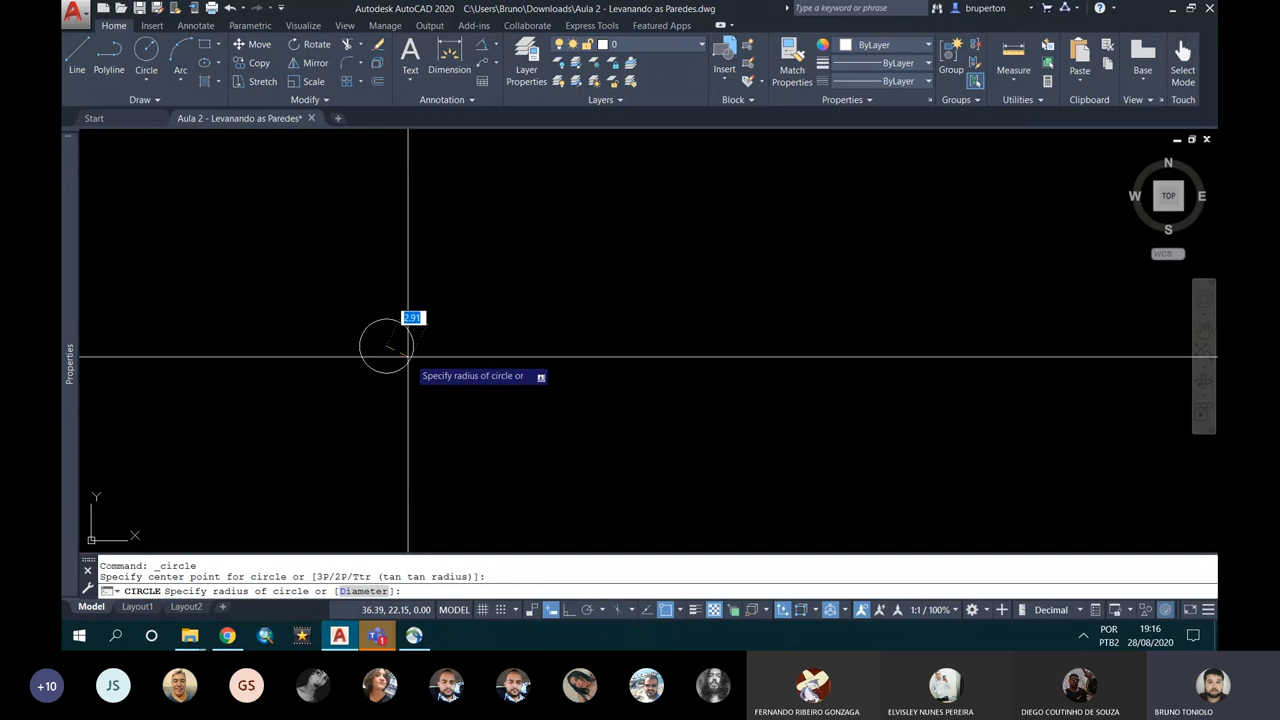 Autodesk AutoCAD 2020 C:\Users\Bruno\Downloads\Aula 2 - Levanando as Paredes.dwg
Type a keyword or phrase
bruperton
Home Insert Annotate Parametric View Manage Output Add-ins Collaborate Express Tools Featured Apps
Line Polyline Circle Arc
Move Rotate
Copy Mirror
Stretch Scale
Text Dimension
Layer Properties
0
Insert
Match Properties
ByLayer
ByLayer
ByLayer
Group
Measure
Paste
Base
Select Mode
Draw Modify Annotation Layers Block Properties Groups Utilities Clipboard View Touch
Start Aula 2 - Levanando as Paredes*
N
W TOP E
S
WCS
Properties
2.91
Specify radius of circle or
Y
X
Command: _circle
Specify center point for circle or [3P/2P/Ttr (tan tan radius)]:
CIRCLE Specify radius of circle or [Diameter]:
Model Layout1 Layout2
36.39, 22.15, 0.00 MODEL
1:1 / 100%
Decimal
1
POR 19:16
PTB2 28/08/2020
+10 JS GS
FERNANDO RIBEIRO GONZAGA ELVISLEY NUNES PEREIRA DIEGO COUTINHO DE SOUZA BRUNO TONIOLO